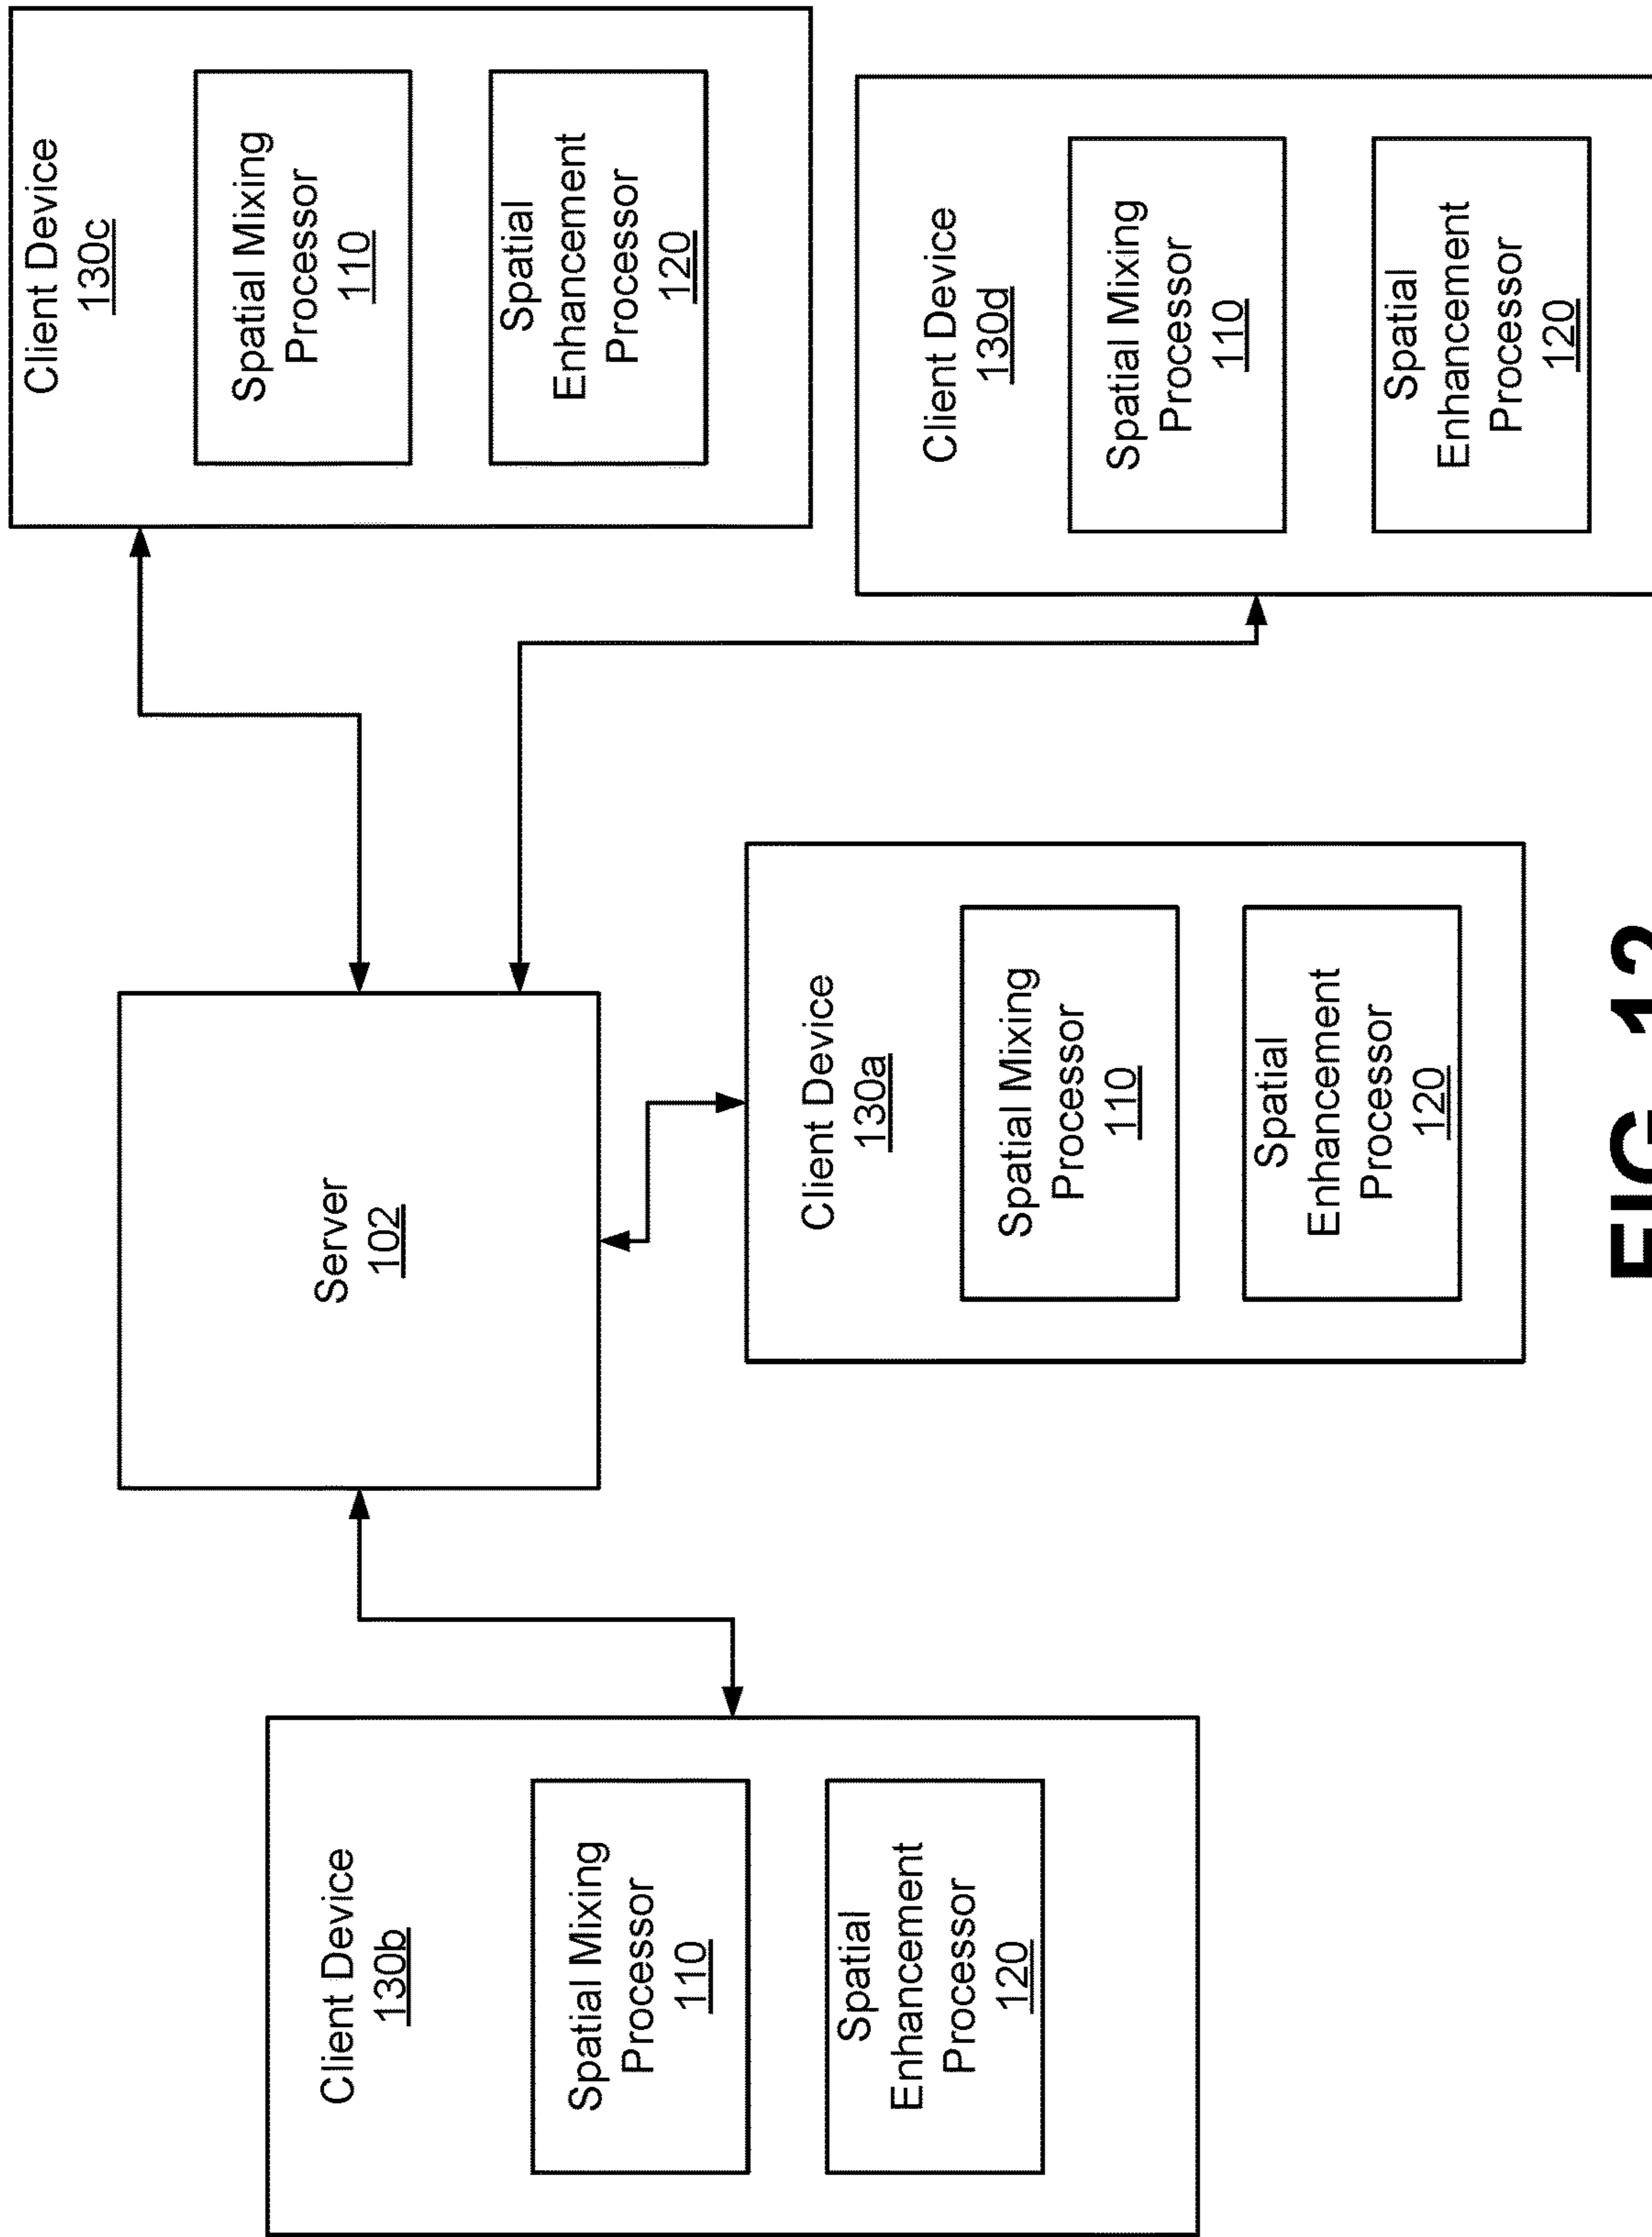 Client Device
130b
Spatial Mixing
Processor
110
Spatial
Enhancement
Processor
120
Server
102
Client Device
130c
Spatial Mixing
Processor
110
Spatial
Enhancement
Processor
120
Client Device
130a
Spatial Mixing
Processor
110
Spatial
Enhancement
Processor
120
Client Device
130d
Spatial Mixing
Processor
110
Spatial
Enhancement
Processor
120
FIG